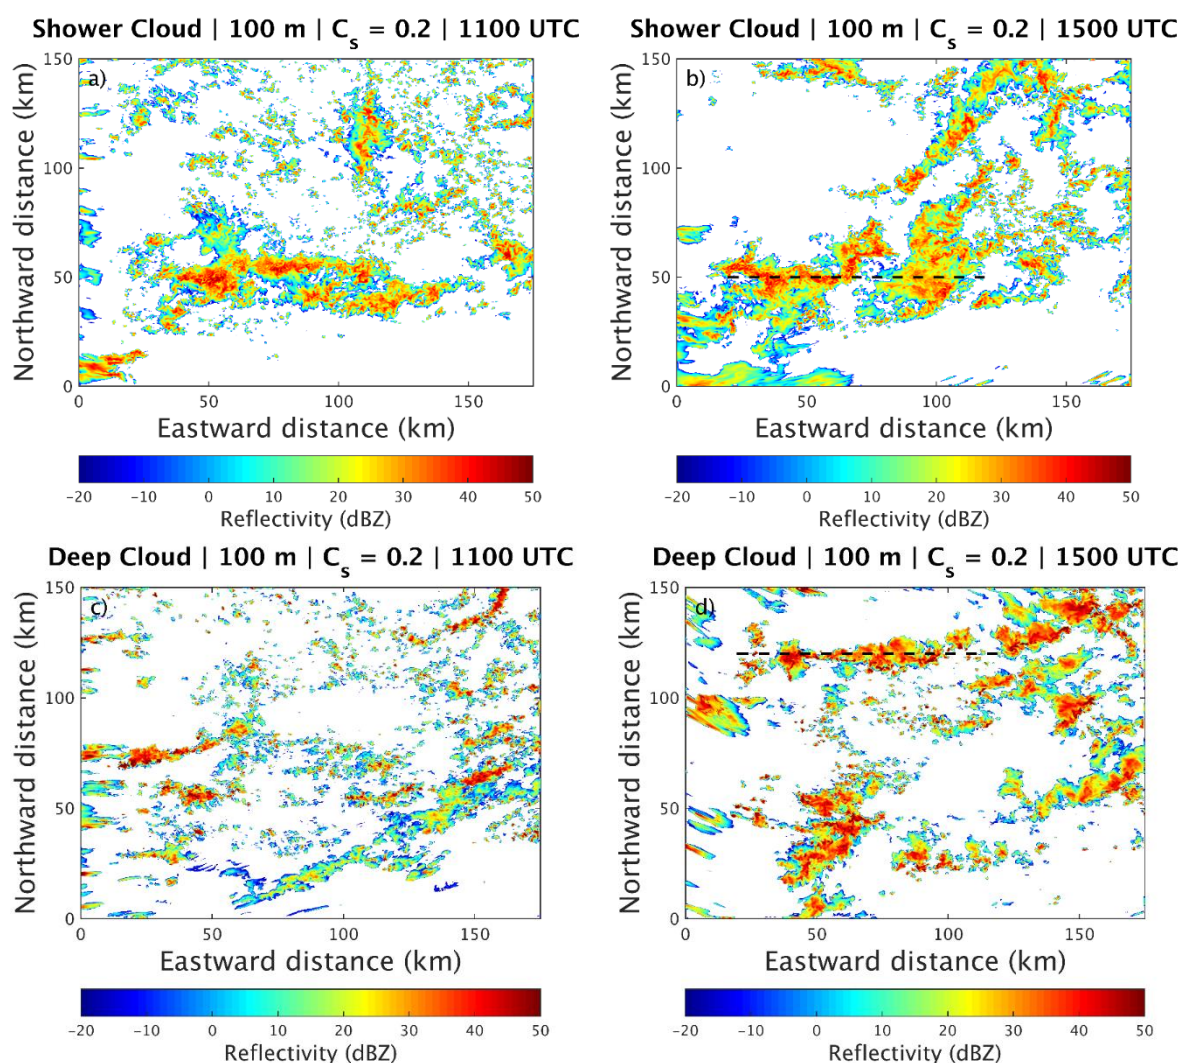 Shower Cloud | 100 m | C_s = 0.2 | 1100 UTC
a)
Northward distance (km)
150
100
50
0
0 50 100 150
Eastward distance (km)
−20 −10 0 10 20 30 40 50
Reflectivity (dBZ)
Shower Cloud | 100 m | C_s = 0.2 | 1500 UTC
b)
Northward distance (km)
150
100
50
0
0 50 100 150
Eastward distance (km)
−20 −10 0 10 20 30 40 50
Reflectivity (dBZ)
Deep Cloud | 100 m | C_s = 0.2 | 1100 UTC
c)
Northward distance (km)
150
100
50
0
0 50 100 150
Eastward distance (km)
−20 −10 0 10 20 30 40 50
Reflectivity (dBZ)
Deep Cloud | 100 m | C_s = 0.2 | 1500 UTC
d)
Northward distance (km)
150
100
50
0
0 50 100 150
Eastward distance (km)
−20 −10 0 10 20 30 40 50
Reflectivity (dBZ)